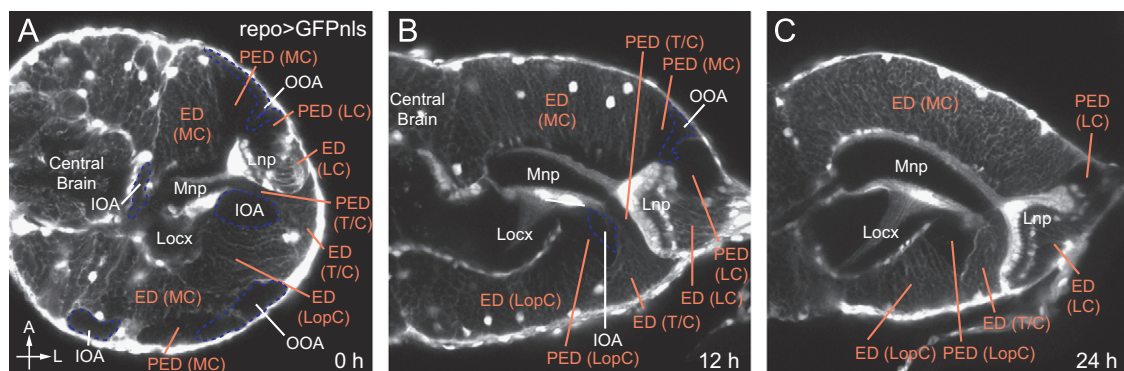 A
repo>GFPnls
PED (MC)
OOA
PED (LC)
ED
(MC)
Lnp
ED
(LC)
Central
Brain
Mnp
IOA
IOA
PED
(T/C)
Locx
ED
(T/C)
ED (MC)
ED
(LopC)
A
L
IOA
PED (MC)
OOA
0 h
B
PED (T/C)
PED (MC)
OOA
Central
Brain
ED
(MC)
Mnp
Lnp
Locx
PED
(LC)
ED (LopC)
ED (LC)
ED (T/C)
IOA
PED (LopC)
12 h
C
ED (MC)
PED
(LC)
Mnp
Lnp
Locx
ED
(LC)
ED (T/C)
ED (LopC)
PED (LopC)
24 h